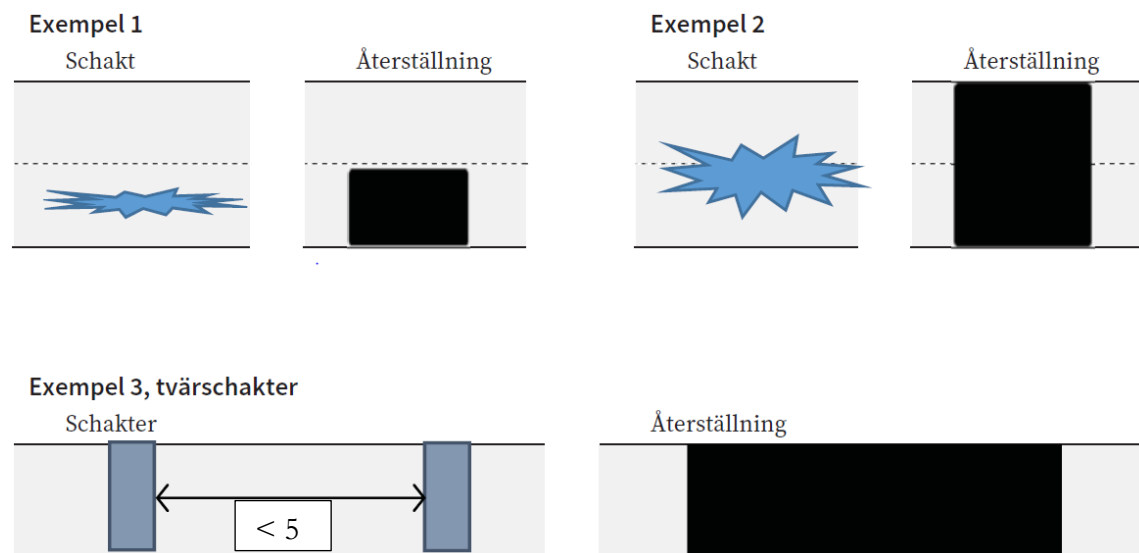 Exempel 1
Schakt
Återställning
Exempel 2
Schakt
Återställning
Exempel 3, tvärschakter
Schakter
< 5
Återställning